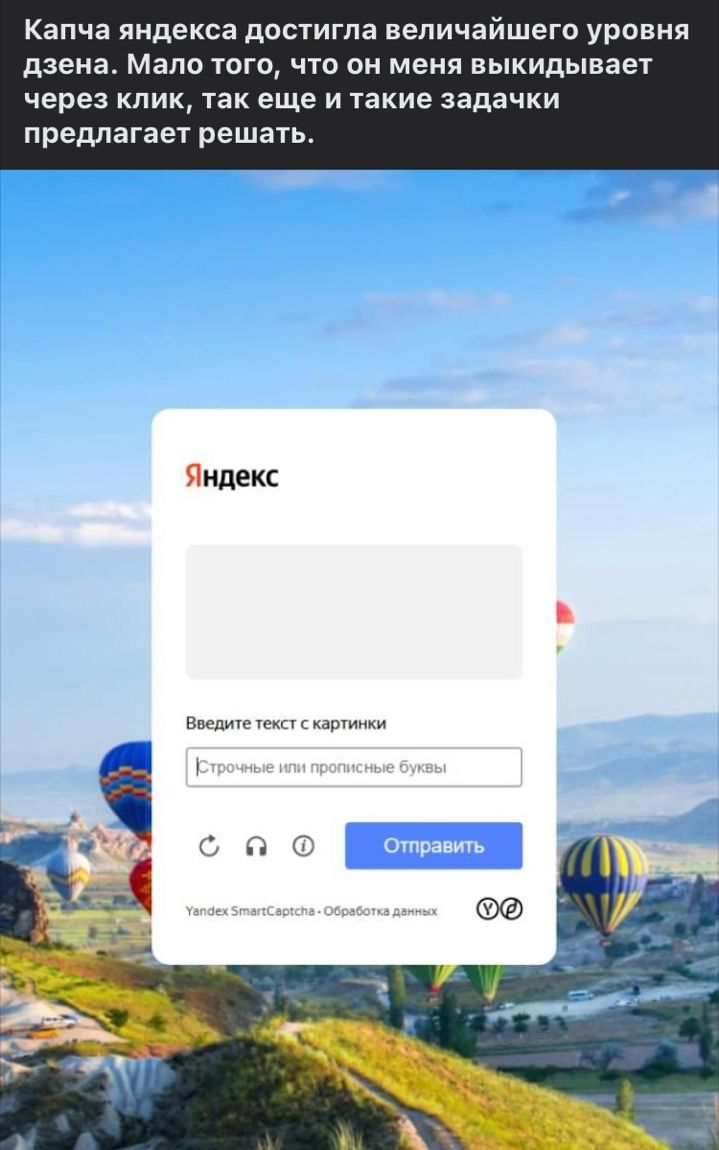 Капча яндекса достигла величайшего уровня
дзена. Мало того, что он меня выкидывает
через клик, так еще и такие задачки
предлагает решать.
Яндекс
Введите текст с картинки
Строчные или прописные буквы
Отправить
Yandex SmartCaptcha • Обработка данных